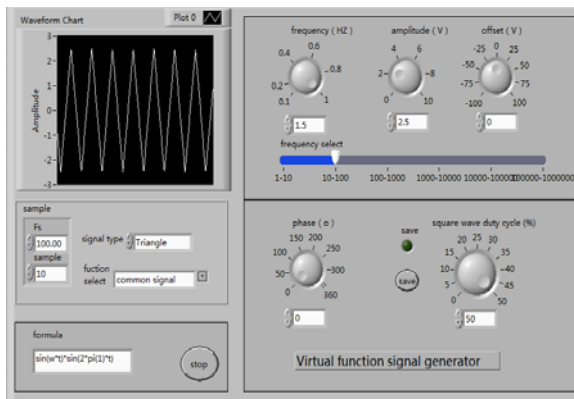 Waveform Chart
Plot 0
Amplitude
3-
2-
1-
0-
-1-
-2-
-3-
frequency ( HZ )
0.1
0.2
0.4
0.6
0.8
1
1.5
amplitude ( V )
0
2
4
6
8
10
2.5
offset ( V )
-100
-75
-50
-25
0
25
50
75
100
0
frequency select
1-10
10-100
100-1000
1000-10000
sample
Fs
100.00
sample
10
signal type
Triangle
fuction
select
common signal
formula
sin(w*t)*sin(2*pi(1)*t)
stop
phase ( o )
0
50
100
150
200
250
300
360
0
save
save
square wave duty cycle (%)
5
10
15
20
25
30
35
40
45
50
50
Virtual function signal generator